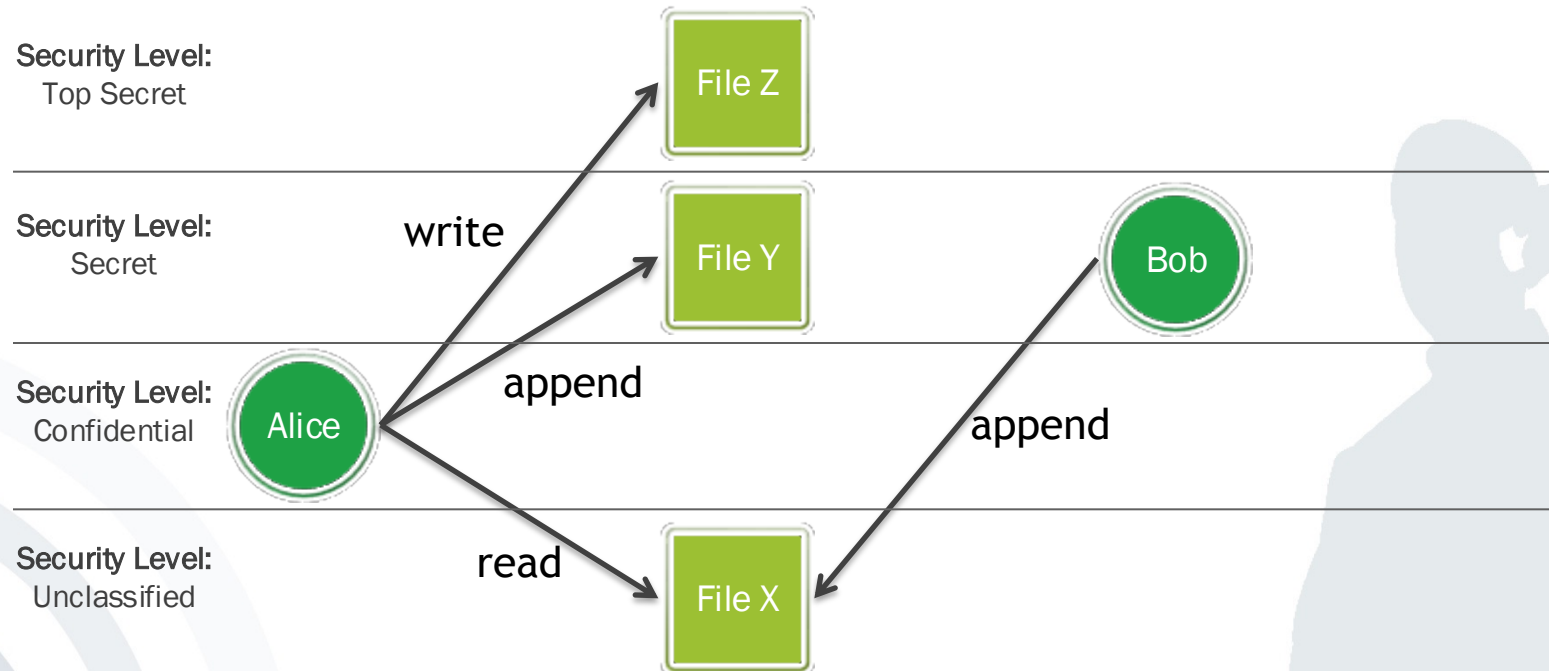 Security Level:
Top Secret
File Z
Security Level:
Secret
write
File Y
Bob
Security Level:
Confidential
Alice
append
append
Security Level:
Unclassified
read
File X